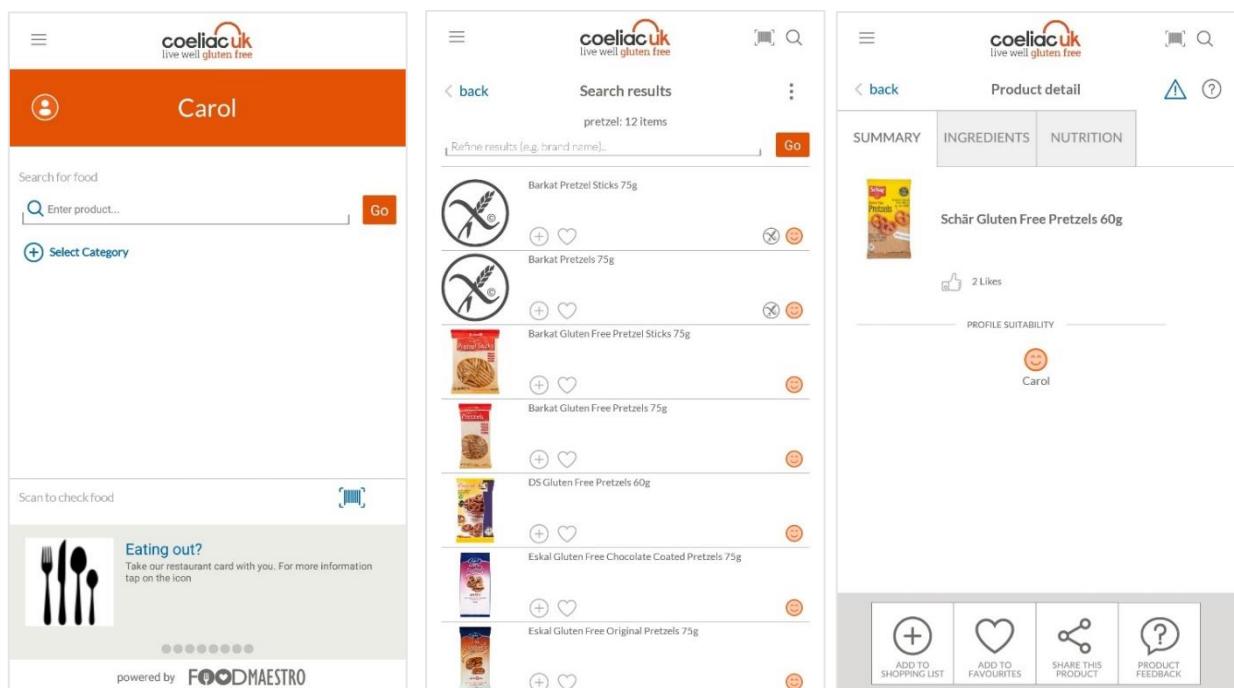 coeliac uk
live well gluten free
Carol
Search for food
Enter product...
Go
Select Category
Scan to check food
Eating out?
Take our restaurant card with you. For more information
tap on the icon
powered by FOODMAESTRO
coeliac uk
live well gluten free
< back
Search results
pretzel: 12 items
Refine results (e.g. brand name)..
Go
Barkat Pretzel Sticks 75g
©
Barkat Pretzels 75g
©
Barkat Gluten Free Pretzel Sticks 75g
Pretzel Sticks
Barkat Gluten Free Pretzels 75g
Pretzels
DS Gluten Free Pretzels 60g
Eskal Gluten Free Chocolate Coated Pretzels 75g
Eskal Gluten Free Original Pretzels 75g
coeliac uk
live well gluten free
< back
Product detail
?
SUMMARY
INGREDIENTS
NUTRITION
Schär
Pretzels
Schär Gluten Free Pretzels 60g
2 Likes
PROFILE SUITABILITY
Carol
ADD TO
SHOPPING LIST
ADD TO
FAVOURITES
SHARE THIS
PRODUCT
?
PRODUCT
FEEDBACK